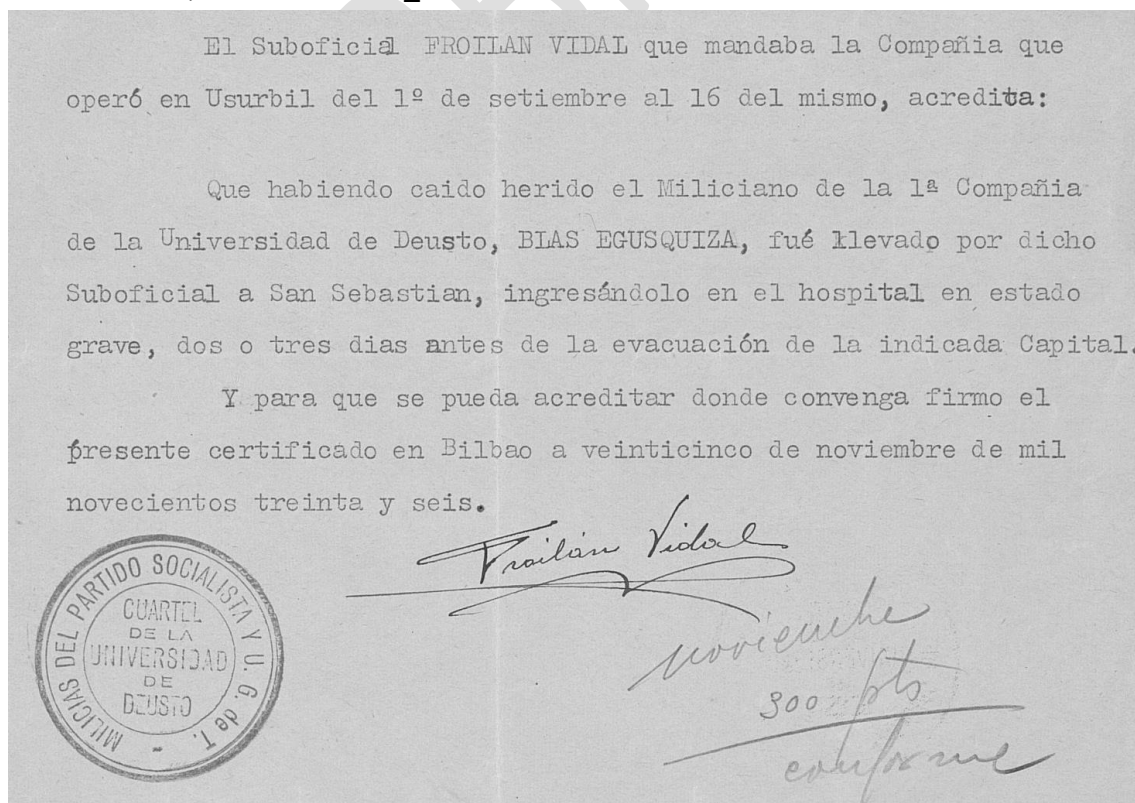 El Suboficial FROILAN VIDAL que mandaba la Compañia que
operó en Usurbil del 1º de setiembre al 16 del mismo, acredita:
Que habiendo caido herido el Miliciano de la 1ª Compañia
de la Universidad de Deusto, BLAS EGUSQUIZA, fué llevado por dicho
Suboficial a San Sebastian, ingresándolo en el hospital en estado
grave, dos o tres dias antes de la evacuación de la indicada Capital.
Y para que se pueda acreditar donde convenga firmo el
presente certificado en Bilbao a veinticinco de noviembre de mil
novecientos treinta y seis.
Froilán Vidal
MILICIAS DEL PARTIDO SOCIALISTA Y U. G. de T. -
CUARTEL
DE LA
UNIVERSIDAD
DE
DEUSTO
noviembre
300 pts
conforme